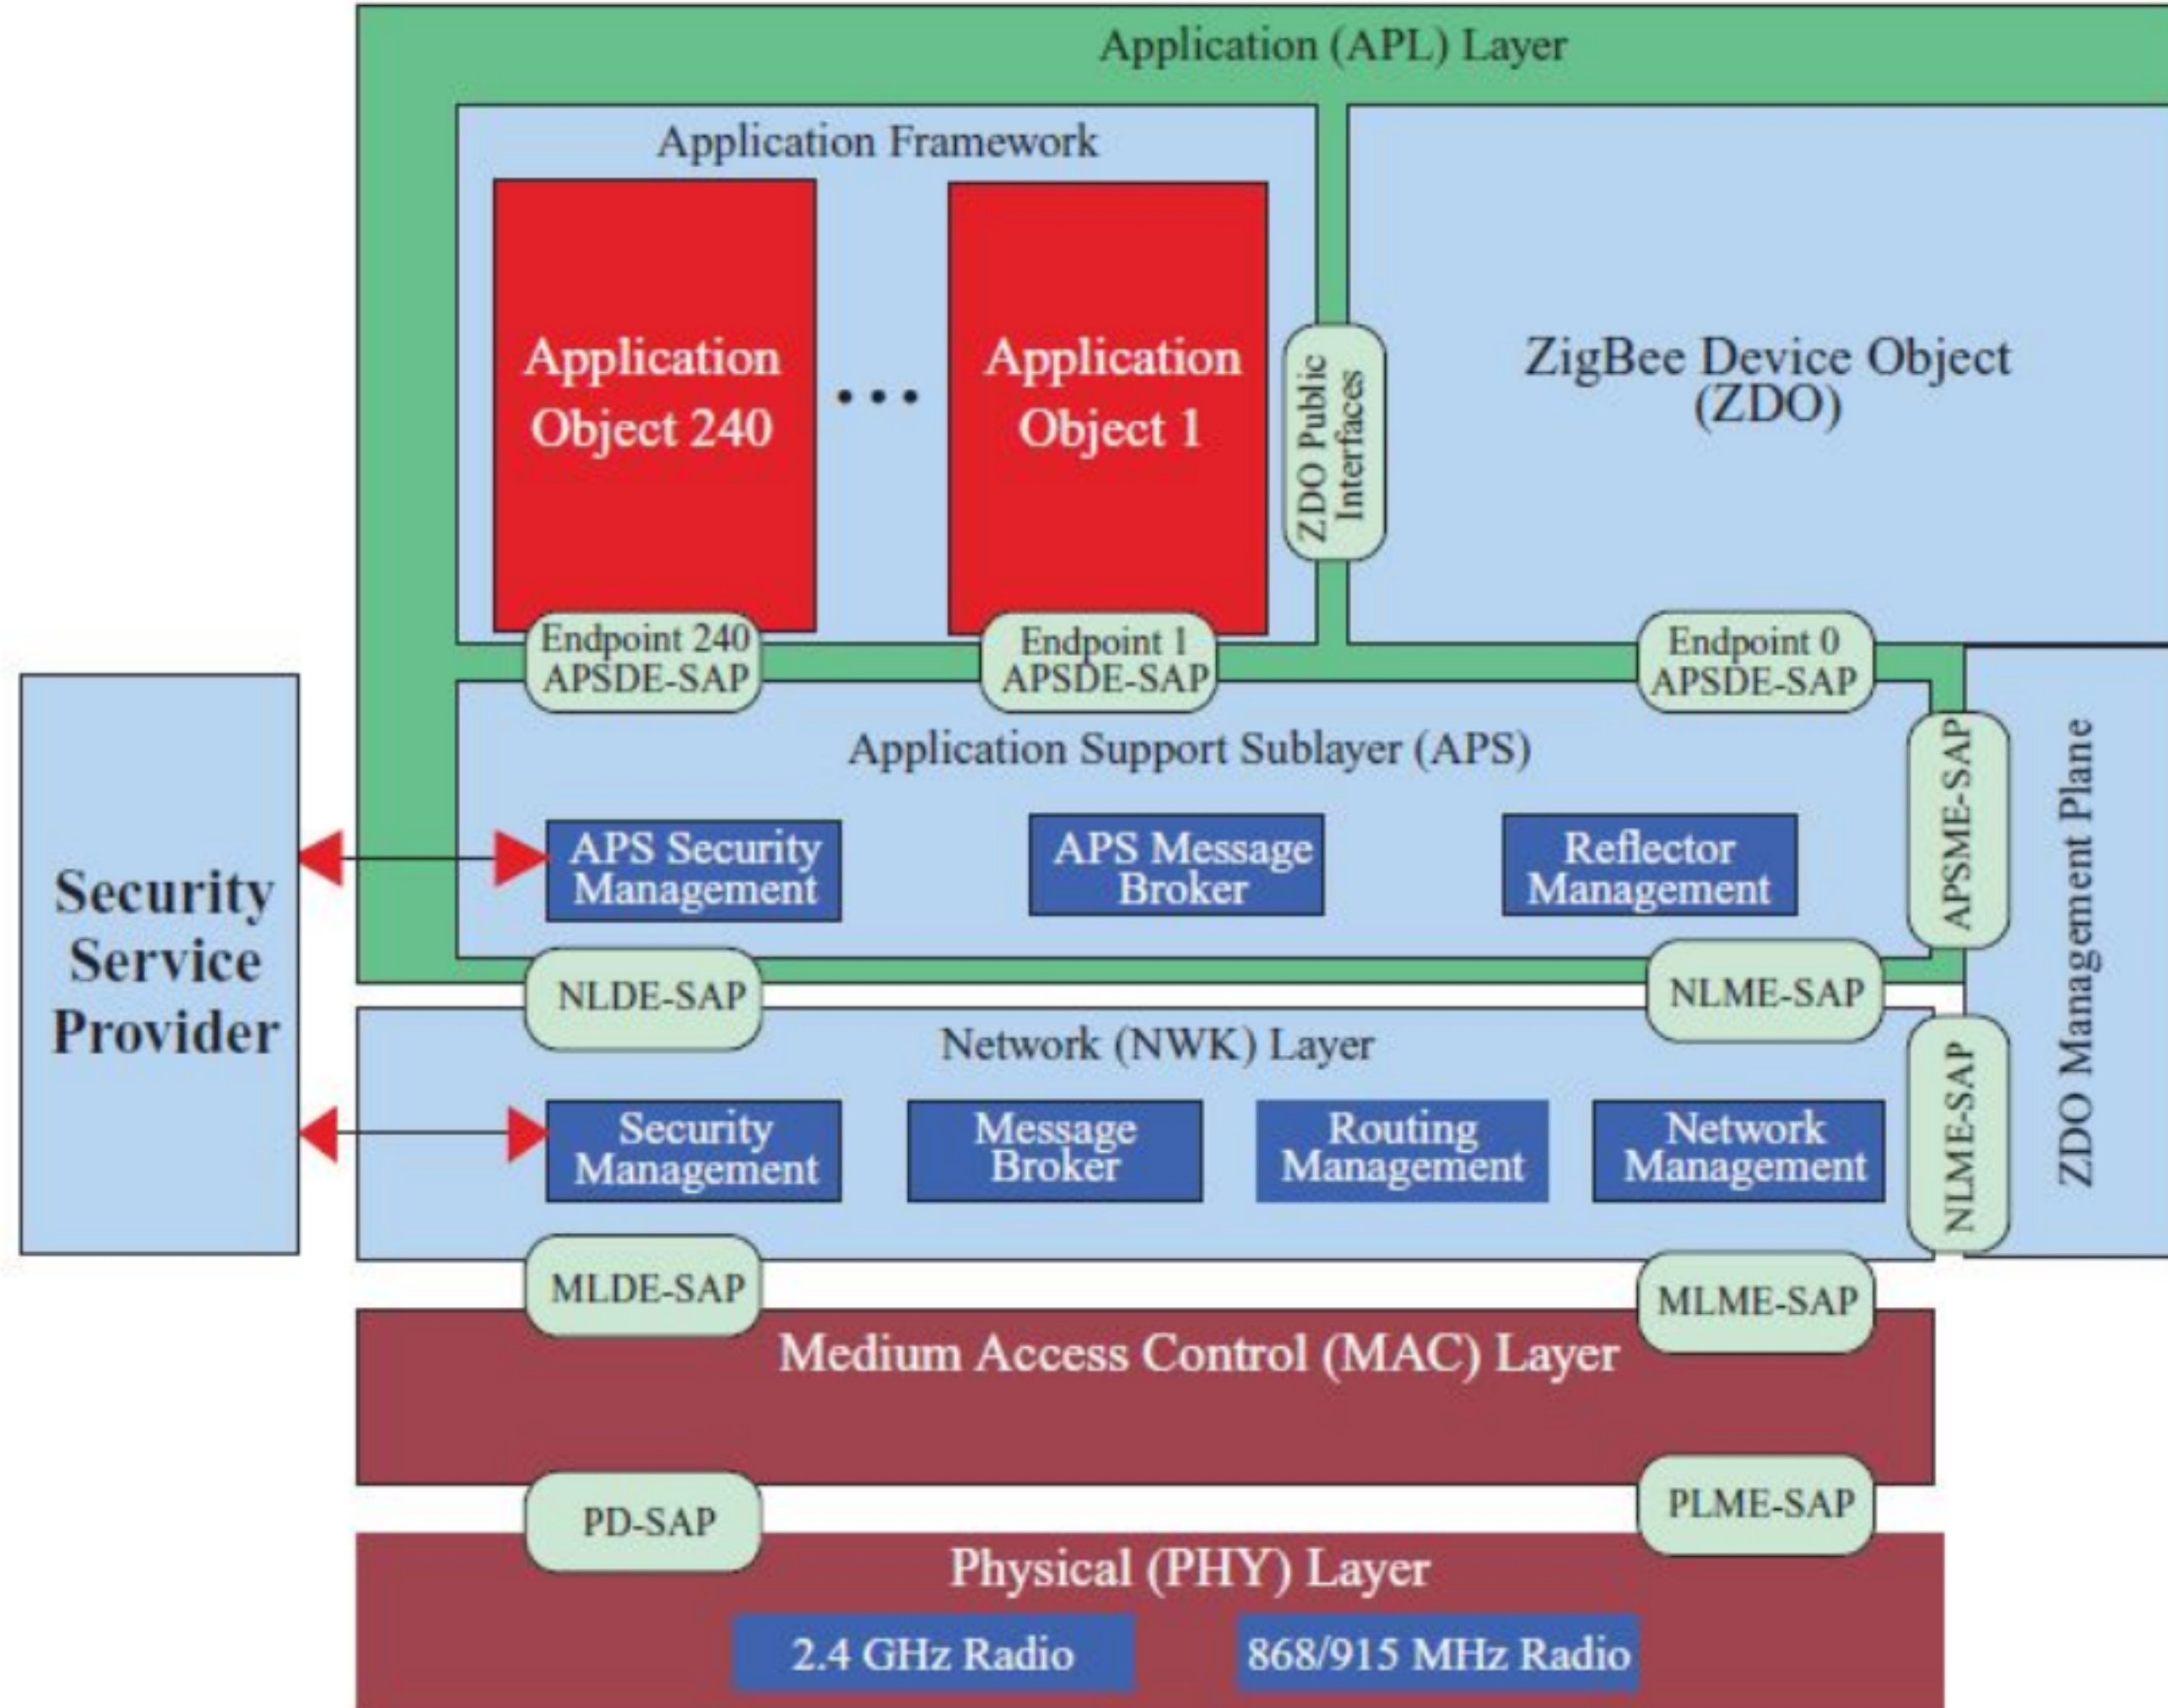 Application (APL) Layer
Application Framework
Application
Object 240
...
Application
Object 1
ZDO Public
Interfaces
ZigBee Device Object
(ZDO)
Endpoint 240
APSDE-SAP
Endpoint 1
APSDE-SAP
Endpoint 0
APSDE-SAP
Application Support Sublayer (APS)
APS Security
Management
APS Message
Broker
Reflector
Management
APSME-SAP
ZDO Management Plane
Security
Service
Provider
NLDE-SAP
NLME-SAP
Network (NWK) Layer
Security
Management
Message
Broker
Routing
Management
Network
Management
NLME-SAP
MLDE-SAP
MLME-SAP
Medium Access Control (MAC) Layer
PD-SAP
PLME-SAP
Physical (PHY) Layer
2.4 GHz Radio
868/915 MHz Radio